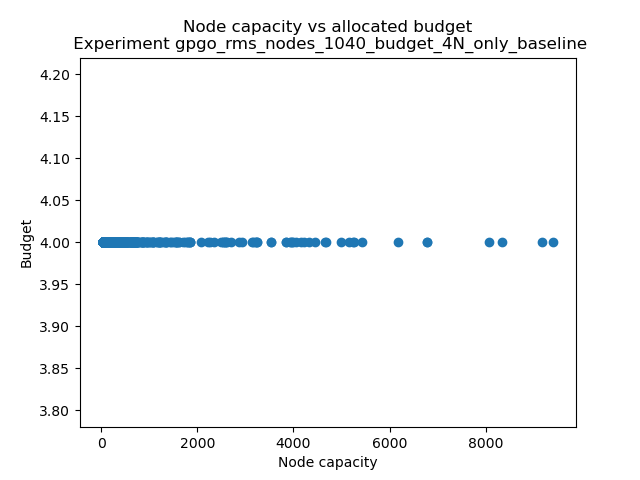 Node capacity vs allocated budget
Experiment gpgo_rms_nodes_1040_budget_4N_only_baseline
4.20
4.15
4.10
4.05
4.00
3.95
3.90
3.85
3.80
Budget
0 2000 4000 6000 8000
Node capacity